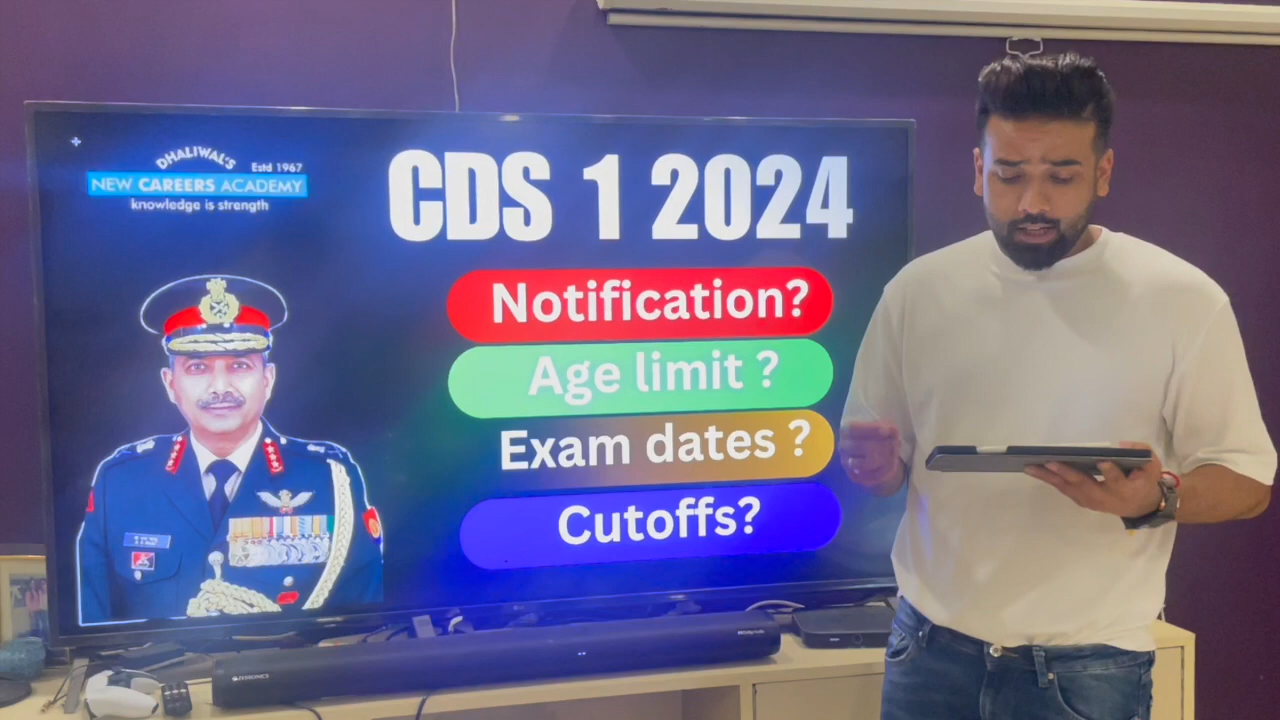 DHALIWAL'S
Estd 1967
NEW CAREERS ACADEMY
knowledge is strength
CDS 1 2024
Notification?
Age limit ?
Exam dates ?
Cutoffs?
ZEBRONICS